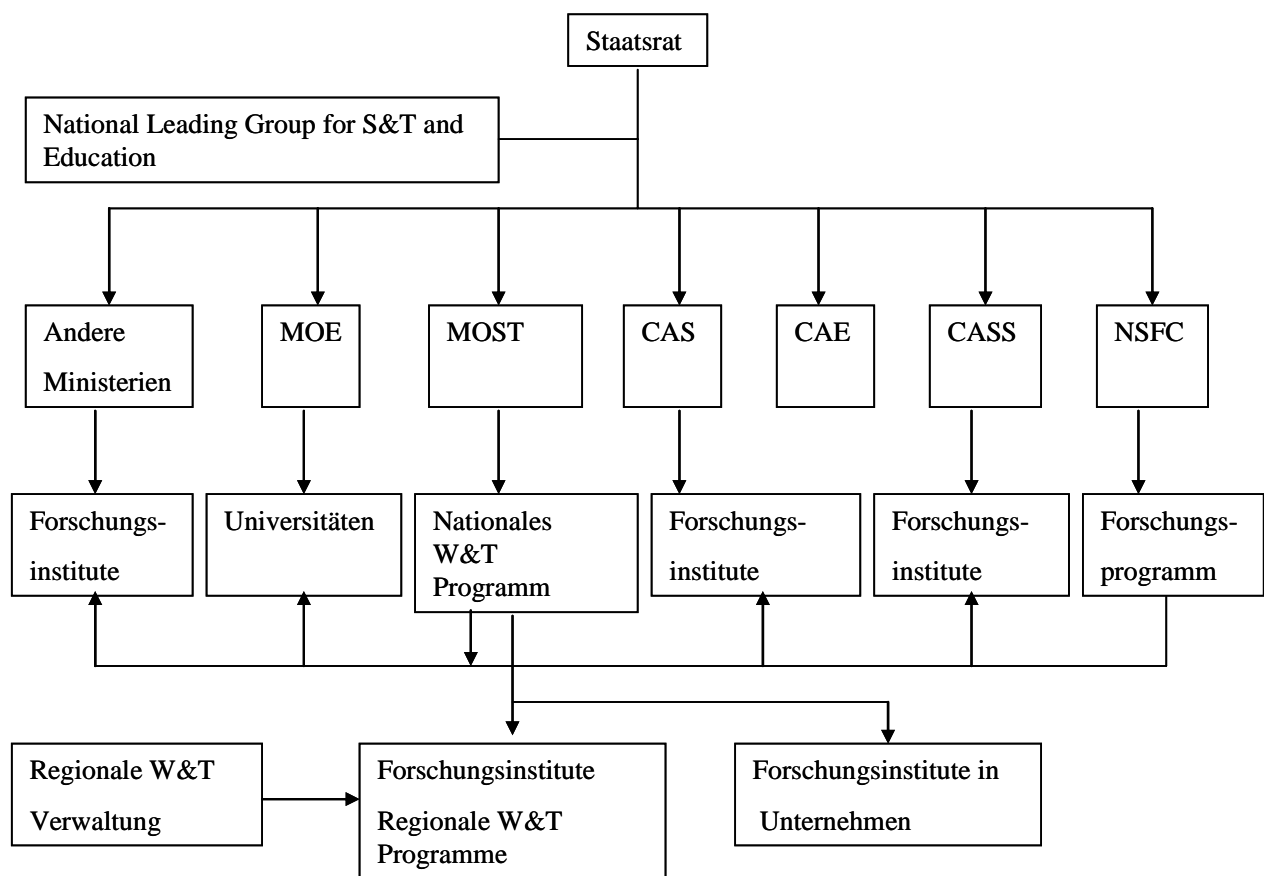 Staatsrat
National Leading Group for S&T and
Education
Andere
Ministerien
MOE
MOST
CAS
CAE
CASS
NSFC
Forschungs-
institute
Universitäten
Nationales
W&T
Programm
Forschungs-
institute
Forschungs-
institute
Forschungs-
programm
Regionale W&T
Verwaltung
Forschungsinstitute
Regionale W&T
Programme
Forschungsinstitute in
Unternehmen